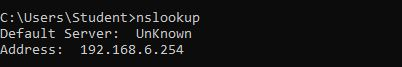 C:\Users\Student>nslookup
Default Server:  UnKnown
Address:  192.168.6.254